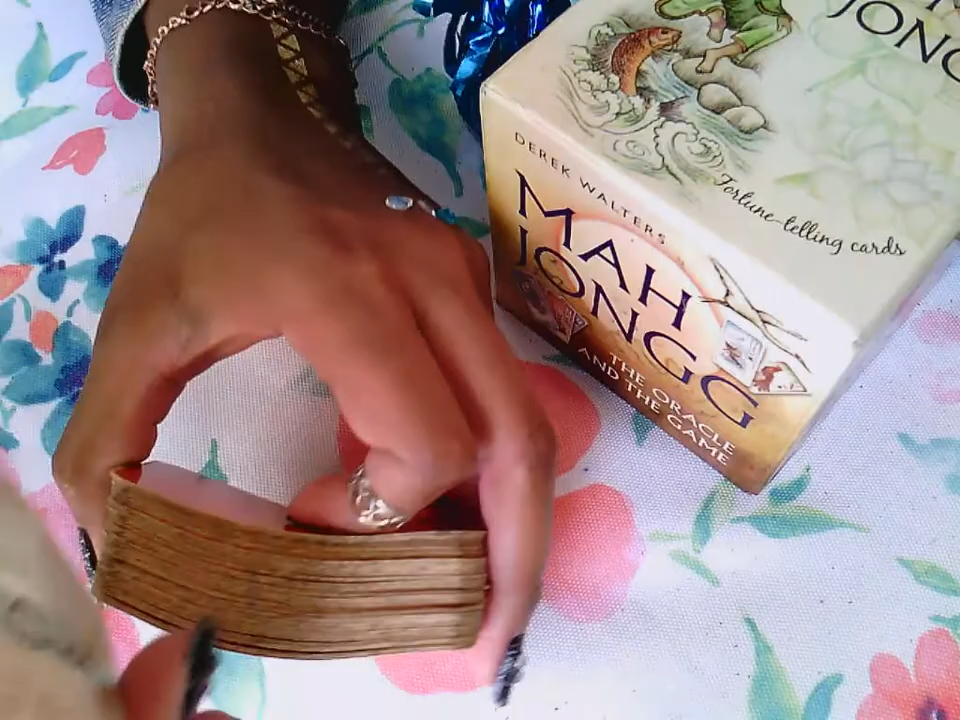 JONG
Fortune-telling cards
DEREK WALTERS
MAH
JONGG
THE ORACLE
AND THE GAME